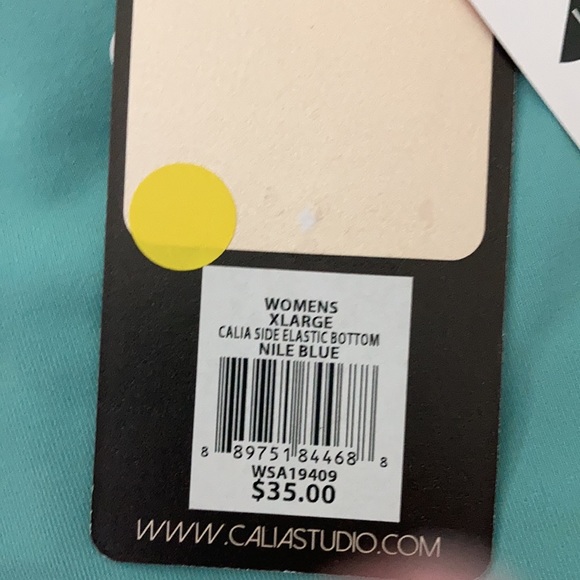 WOMENS
XLARGE
CALIA SIDE ELASTIC BOTTOM
NILE BLUE
8 89751 84468 8
WSA19409
$35.00
WWW.CALIASTUDIO.COM